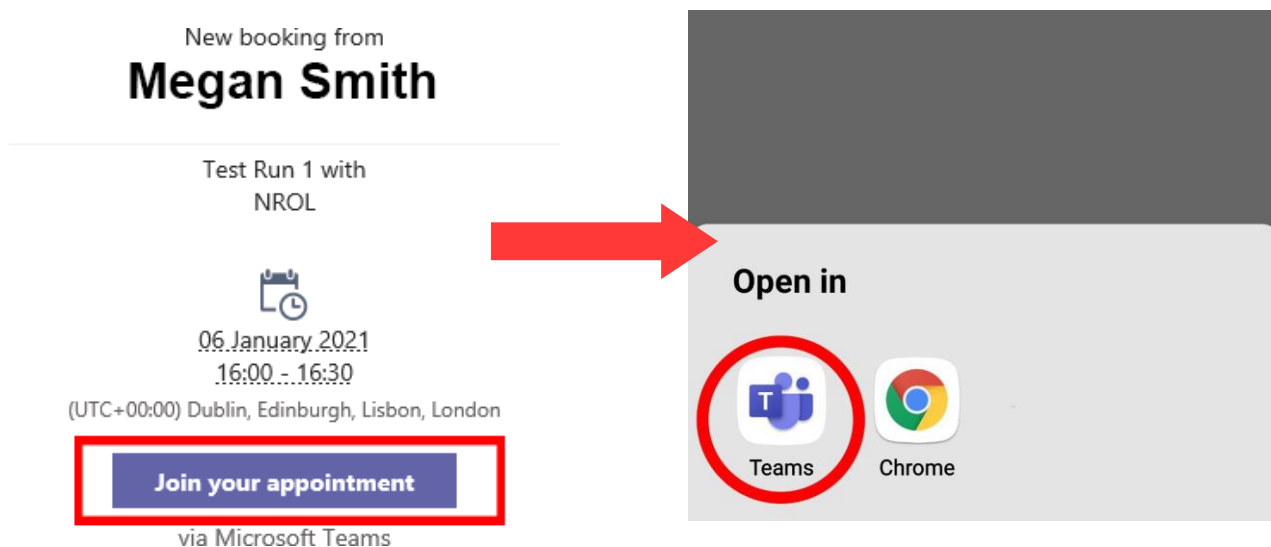 New booking from
Megan Smith
Test Run 1 with
NROL
06 January 2021
16:00 - 16:30
(UTC+00:00) Dublin, Edinburgh, Lisbon, London
Join your appointment
via Microsoft Teams
Open in
T
Teams
Chrome